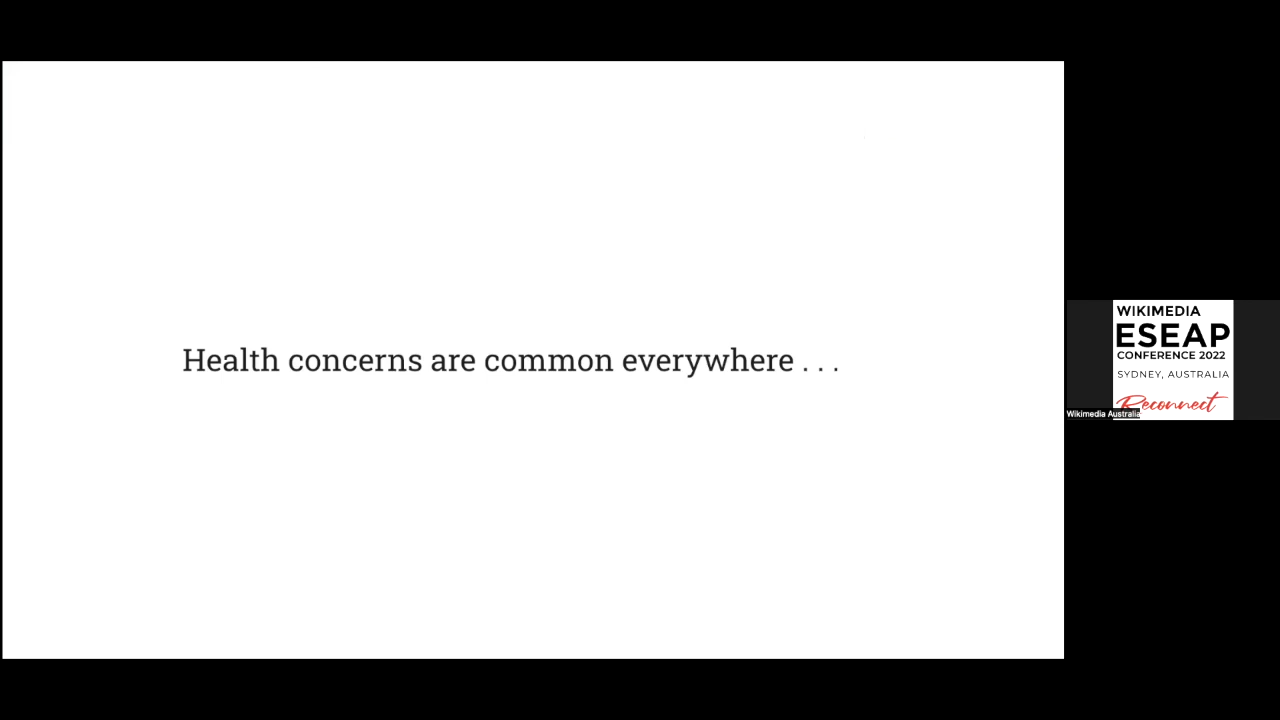 Health concerns are common everywhere . . .
WIKIMEDIA
ESEAP
CONFERENCE 2022
SYDNEY, AUSTRALIA
Reconnect
Wikimedia Australia